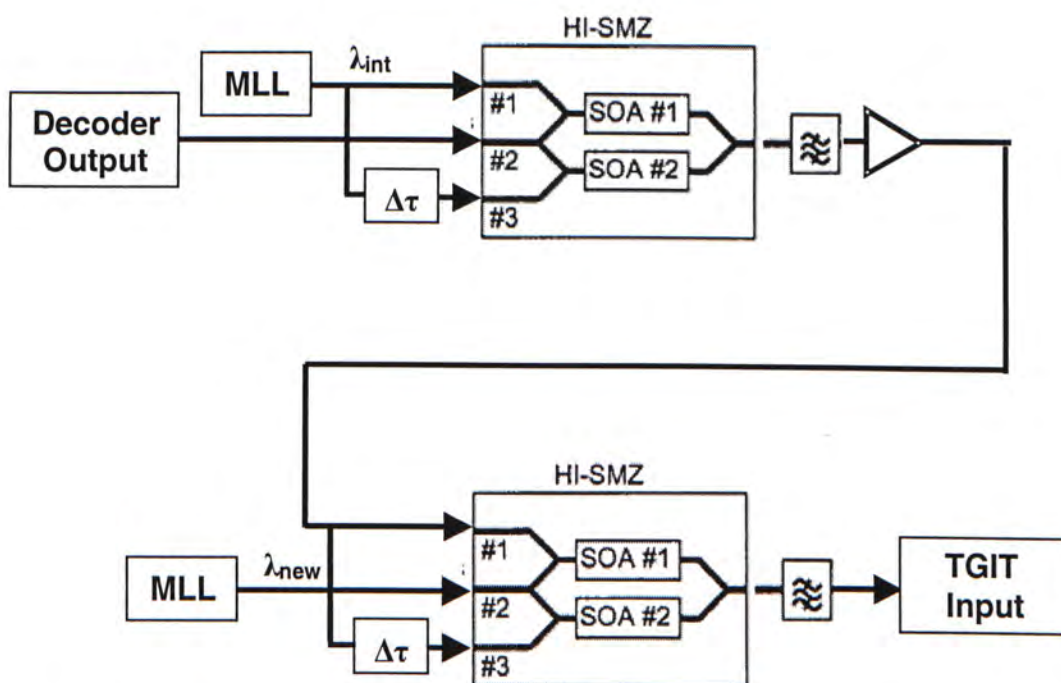 HI-SMZ
λint
MLL
#1
SOA #1
Decoder
Output
#2
SOA #2
Δτ
#3
HI-SMZ
#1
SOA #1
λnew
MLL
#2
SOA #2
TGIT
Input
Δτ
#3